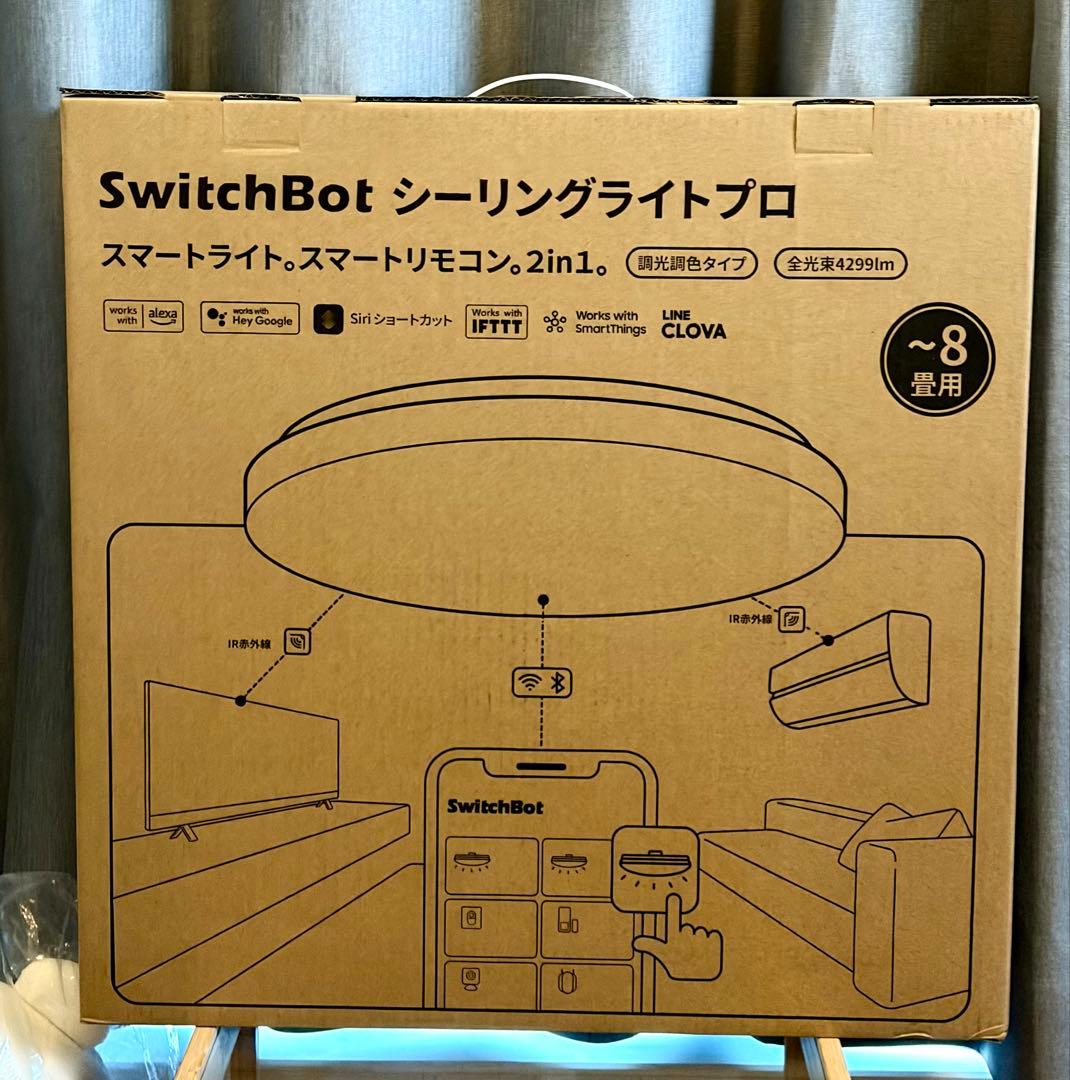 SwitchBot シーリングライトプロ
スマートライト。スマートリモコン。2in1。 調光調色タイプ 全光束4299lm
works with alexa
works with Hey Google
Siri ショートカット
Works with IFTTT
Works with SmartThings
LINE CLOVA
~8
畳用
IR赤外線
IR赤外線
SwitchBot